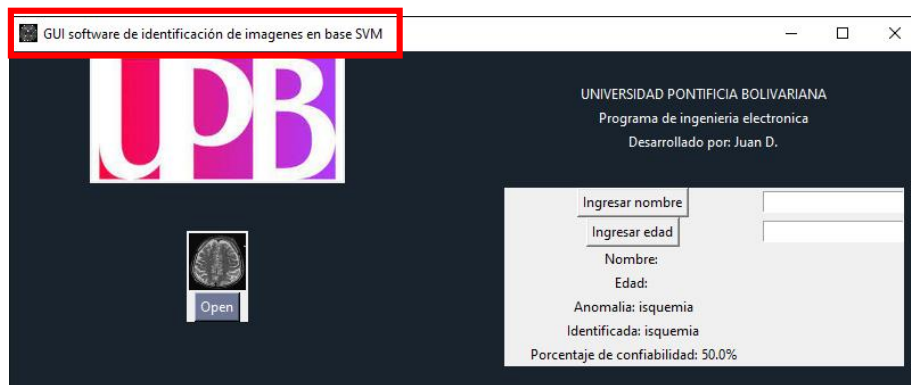 GUI software de identificación de imagenes en base SVM
UPB
UNIVERSIDAD PONTIFICIA BOLIVARIANA
Programa de ingenieria electronica
Desarrollado por: Juan D.
Open
Ingresar nombre
Ingresar edad
Nombre:
Edad:
Anomalia: isquemia
Identificada: isquemia
Porcentaje de confiabilidad: 50.0%